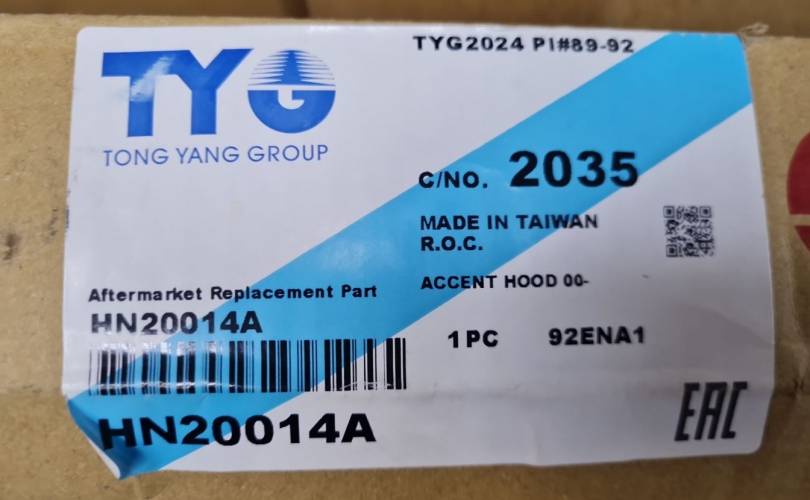 TYG
TONG YANG GROUP
TYG2024 PI#89-92
C/NO. 2035
MADE IN TAIWAN
R.O.C.
ACCENT HOOD 00-
Aftermarket Replacement Part
HN20014A
1PC 92ENA1
HN20014A
EAC